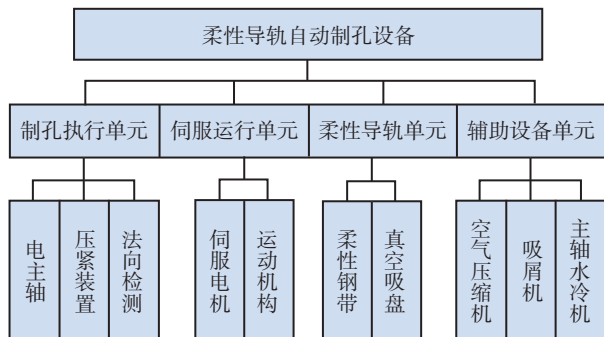 柔性导轨自动制孔设备
制孔执行单元
伺服运行单元
柔性导轨单元
辅助设备单元
电主轴
压紧装置
法向检测
伺服电机
运动机构
柔性钢带
真空吸盘
空气压缩机
吸屑机
主轴水冷机